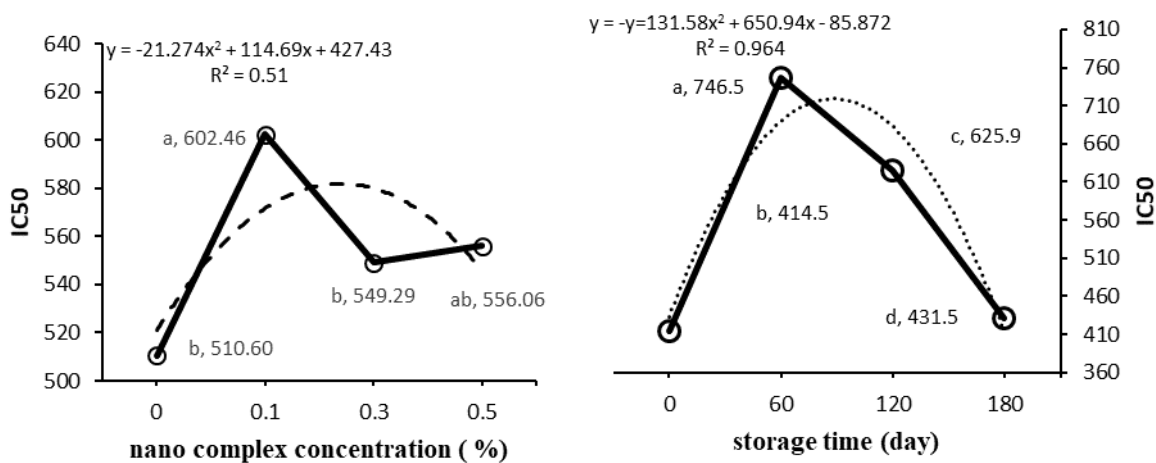 y = -21.274x² + 114.69x + 427.43
R² = 0.51
640
620
600
580
560
540
520
500
IC50
a, 602.46
b, 510.60
b, 549.29
ab, 556.06
0 0.1 0.3 0.5
nano complex concentration ( %)
y = -y=131.58x² + 650.94x - 85.872
R² = 0.964
a, 746.5
c, 625.9
b, 414.5
d, 431.5
810
760
710
660
610
560
510
460
410
360
IC50
0 60 120 180
storage time (day)